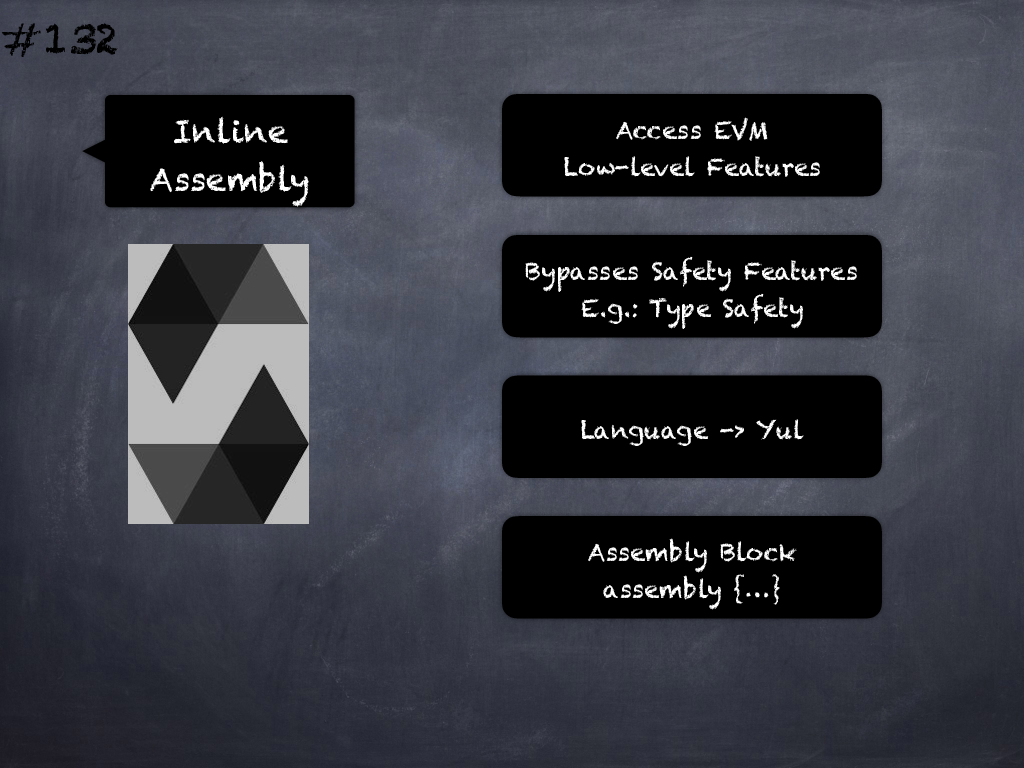 #132
Inline
Assembly
Access EVM
Low-level Features
Bypasses Safety Features
E.g.: Type Safety
Language -> Yul
Assembly Block
assembly {...}